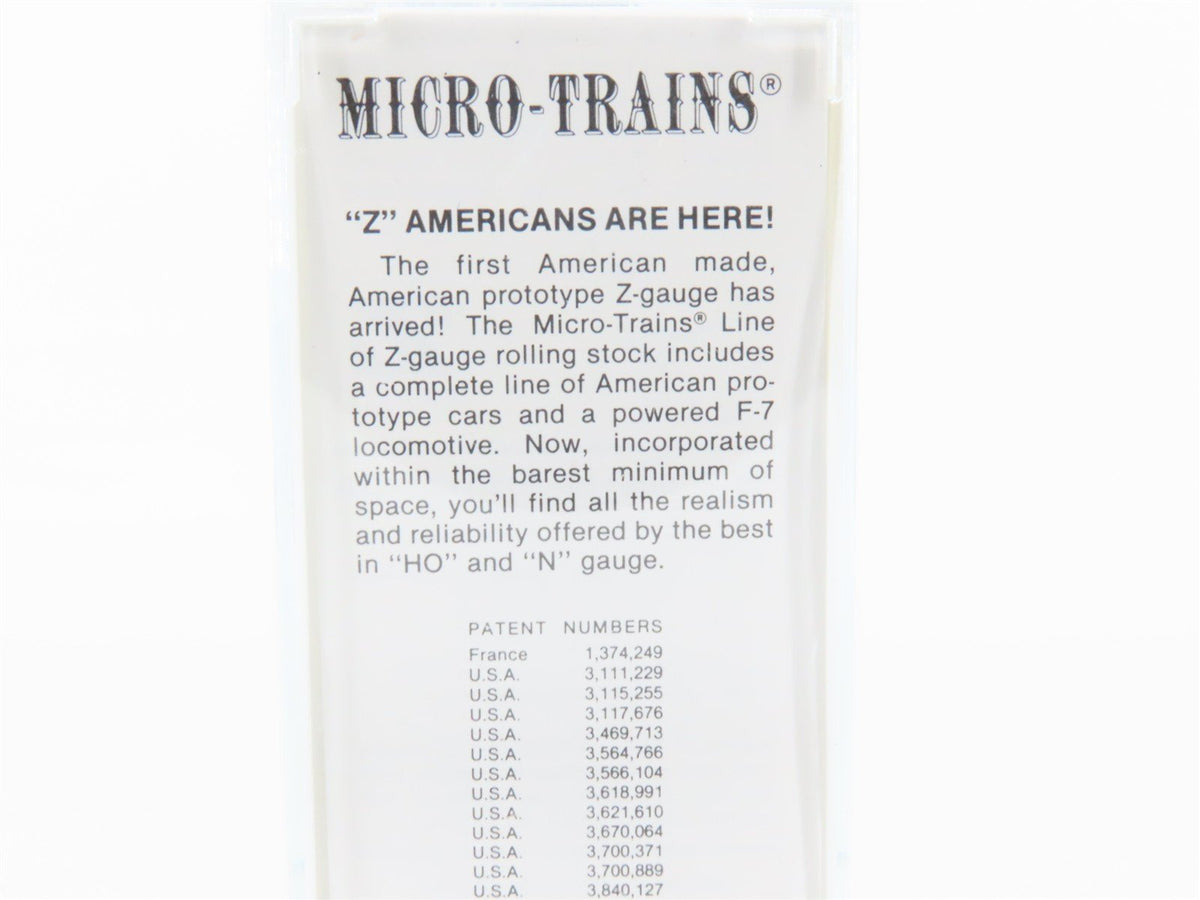 MICRO-TRAINS®
“Z” AMERICANS ARE HERE!
The first American made,
American prototype Z-gauge has
arrived! The Micro-Trains® Line
of Z-gauge rolling stock includes
a complete line of American pro-
totype cars and a powered F-7
locomotive. Now, incorporated
within the barest minimum of
space, you'll find all the realism
and reliability offered by the best
in “HO” and “N” gauge.
PATENT NUMBERS
France 1,374,249
U.S.A. 3,111,229
U.S.A. 3,115,255
U.S.A. 3,117,676
U.S.A. 3,469,713
U.S.A. 3,564,766
U.S.A. 3,566,104
U.S.A. 3,618,991
U.S.A. 3,621,610
U.S.A. 3,670,064
U.S.A. 3,700,371
U.S.A. 3,700,889
U.S.A. 3,840,127